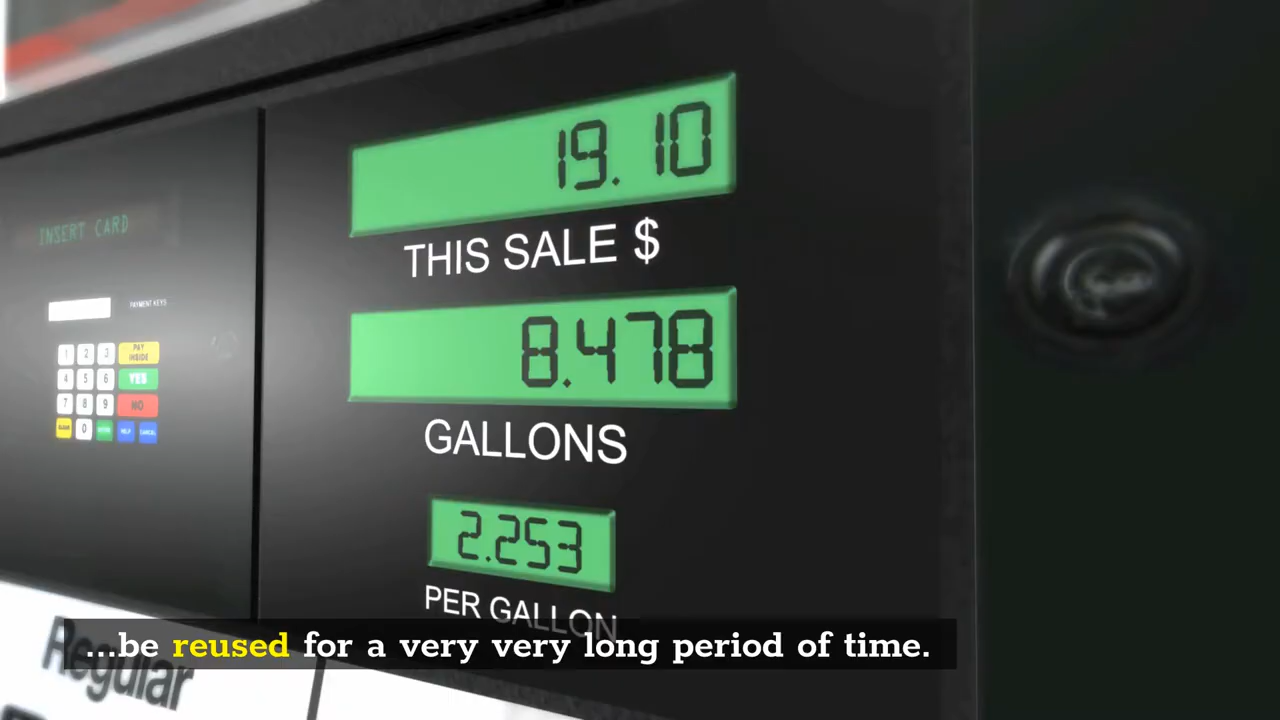 INSERT CARD
PAYMENT KEYS
1 2 3 PAY INSIDE
4 5 6 YES
7 8 9 NO
0 HELP CANCEL
19.10
THIS SALE $
8.478
GALLONS
2.253
PER GALLON
Regular
...be reused for a very very long period of time.